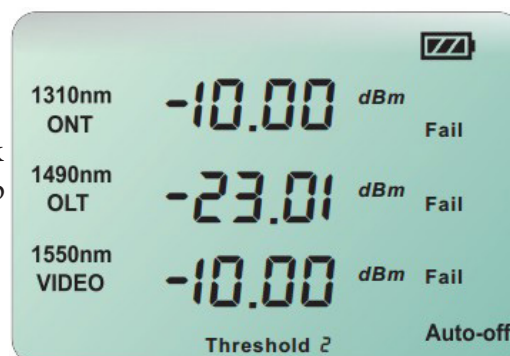 1310nm
ONT
-10.00 dBm
Fail
1490nm
OLT
-23.01 dBm
Fail
1550nm
VIDEO
-10.00 dBm
Fail
Threshold 2
Auto-off